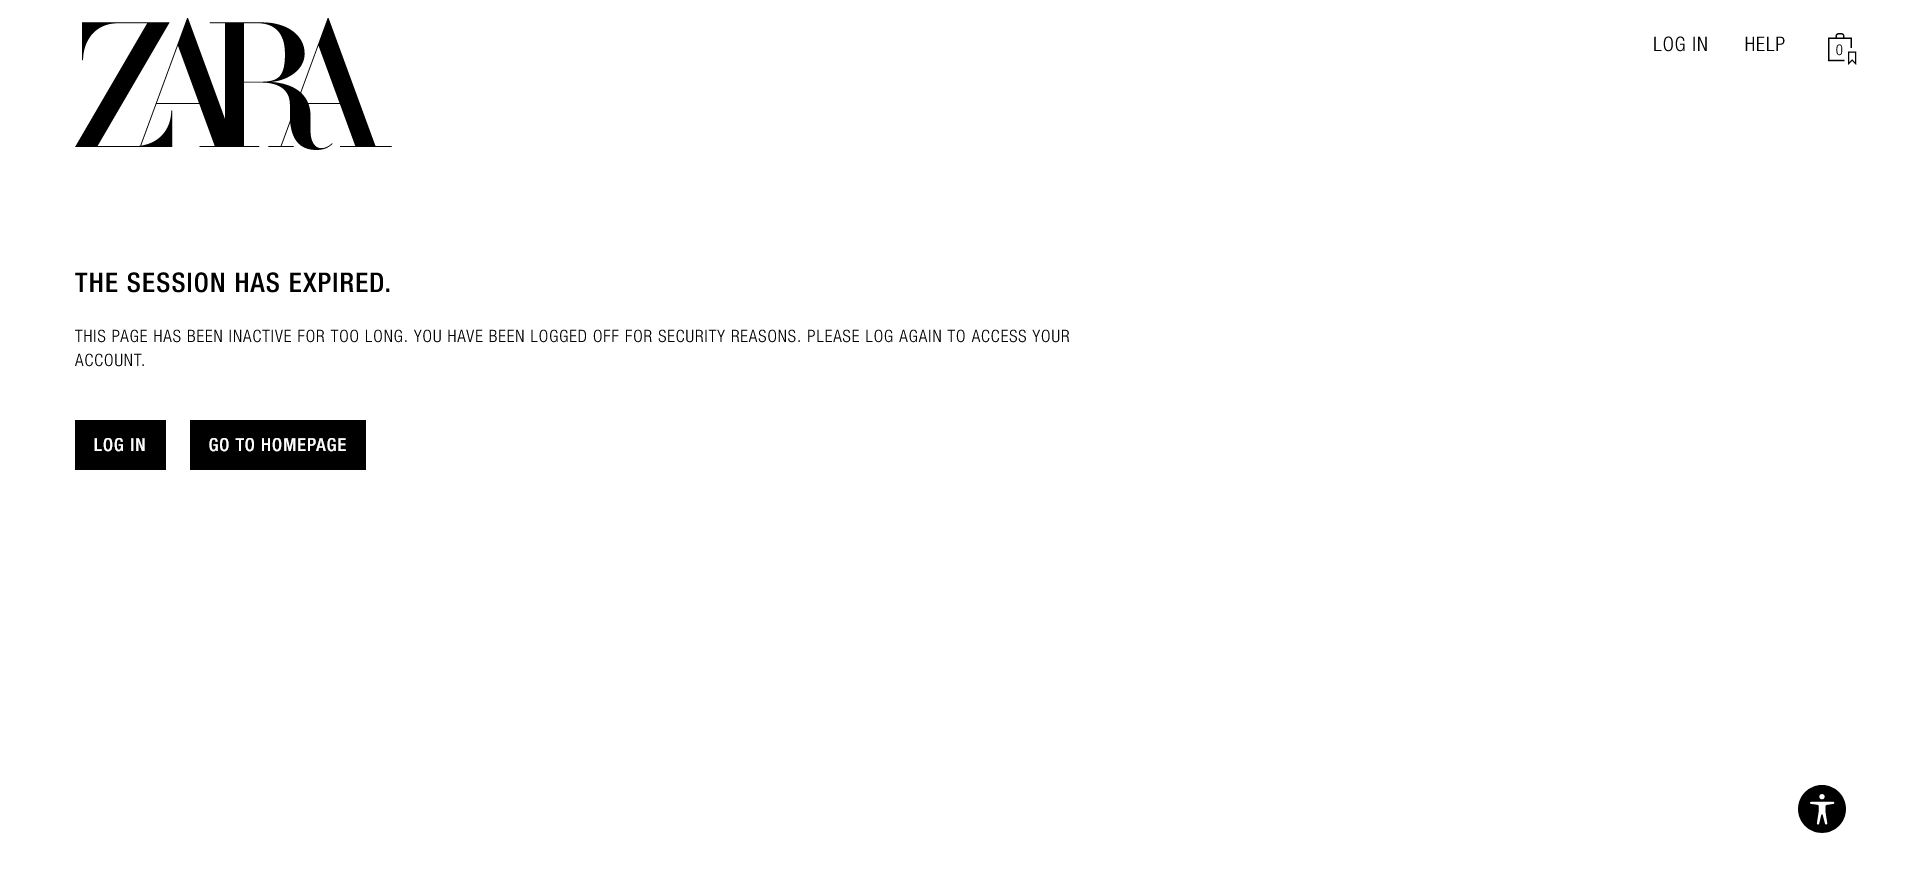 ZARA
LOG IN
HELP
0
THE SESSION HAS EXPIRED.
THIS PAGE HAS BEEN INACTIVE FOR TOO LONG. YOU HAVE BEEN LOGGED OFF FOR SECURITY REASONS. PLEASE LOG AGAIN TO ACCESS YOUR
ACCOUNT.
LOG IN
GO TO HOMEPAGE